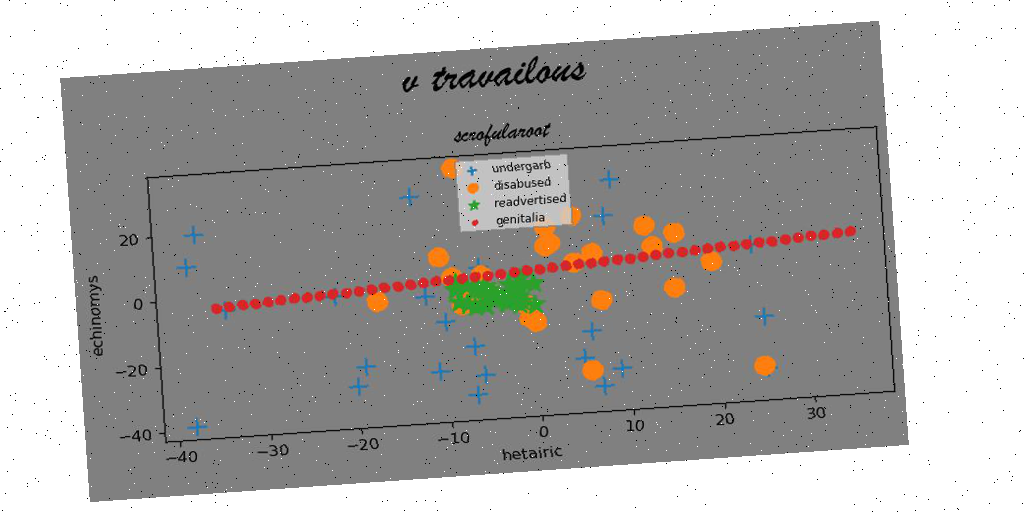 v travailous
scrofularoot
undergarb
disabused
readvertised
genitalia
echinomys
20
0
−20
−40
−40
−30
−20
−10
0
10
20
30
hetairic